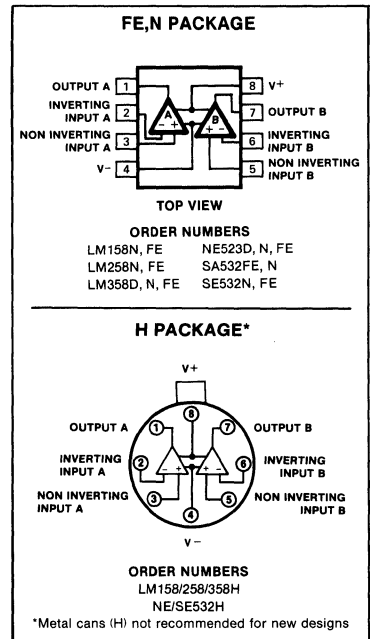 FE,N PACKAGE
OUTPUT A 1
8 V+
INVERTING
INPUT A 2
7 OUTPUT B
NON INVERTING
INPUT A 3
6 INVERTING
INPUT B
V- 4
5 NON INVERTING
INPUT B
A
- +
B
+ -
TOP VIEW
ORDER NUMBERS
LM158N, FE NE523D, N, FE
LM258N, FE SA532FE, N
LM358D, N, FE SE532N, FE
H PACKAGE*
V+
8
OUTPUT A 1
7 OUTPUT B
INVERTING
INPUT A 2
- +
+ -
6 INVERTING
INPUT B
NON INVERTING
INPUT A 3
5 NON INVERTING
INPUT B
4
V-
ORDER NUMBERS
LM158/258/358H
NE/SE532H
*Metal cans (H) not recommended for new designs